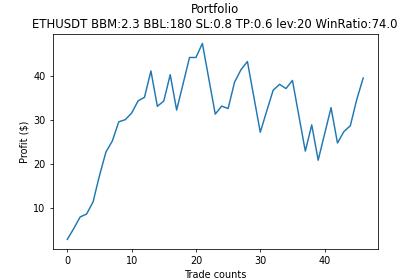 Portfolio
ETHUSDT BBM:2.3 BBL:180 SL:0.8 TP:0.6 lev:20 WinRatio:74.0
40
30
20
10
Profit ($)
0 10 20 30 40
Trade counts